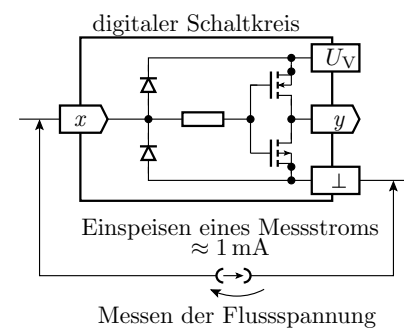 digitaler Schaltkreis
U_V
x
y
⊥
Einspeisen eines Messstroms
≈ 1 mA
Messen der Flussspannung